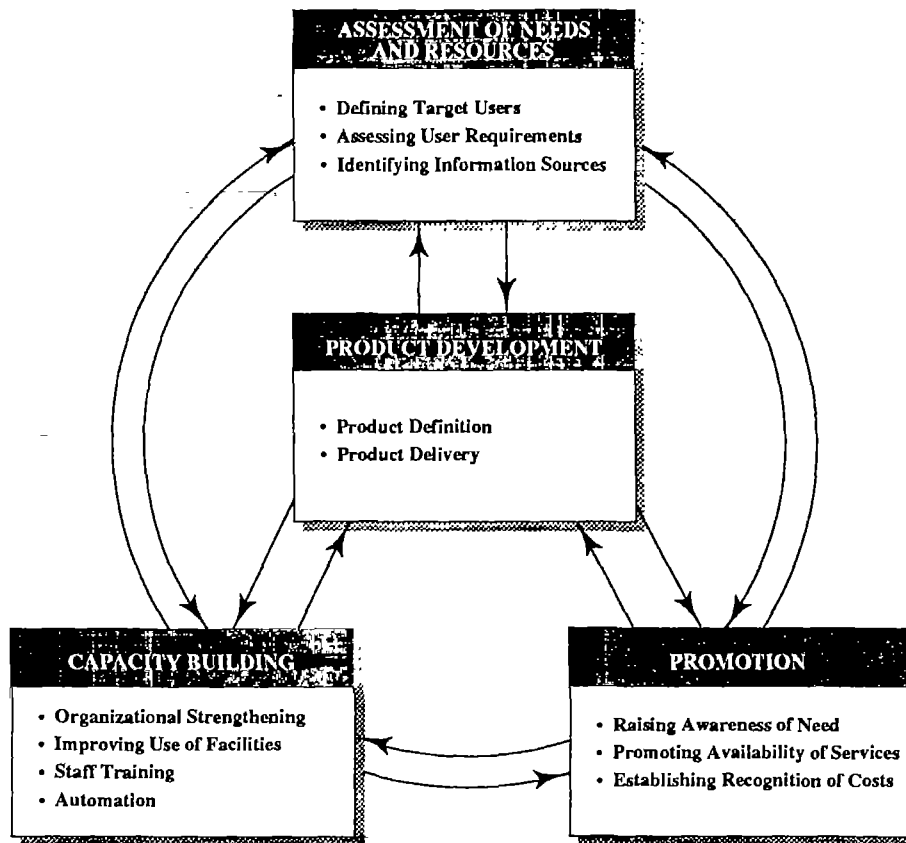 ASSESSMENT OF NEEDS
AND RESOURCES
• Defining Target Users
• Assessing User Requirements
• Identifying Information Sources
PRODUCT DEVELOPMENT
• Product Definition
• Product Delivery
CAPACITY BUILDING
• Organizational Strengthening
• Improving Use of Facilities
• Staff Training
• Automation
PROMOTION
• Raising Awareness of Need
• Promoting Availability of Services
• Establishing Recognition of Costs